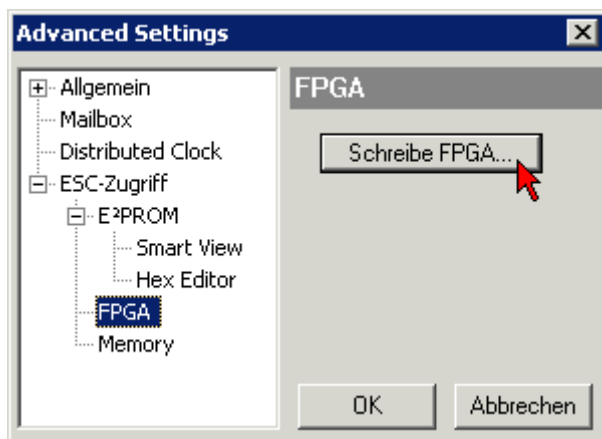 Advanced Settings
Allgemein
Mailbox
Distributed Clock
ESC-Zugriff
E²PROM
Smart View
Hex Editor
FPGA
Memory
FPGA
Schreibe FPGA...
OK
Abbrechen